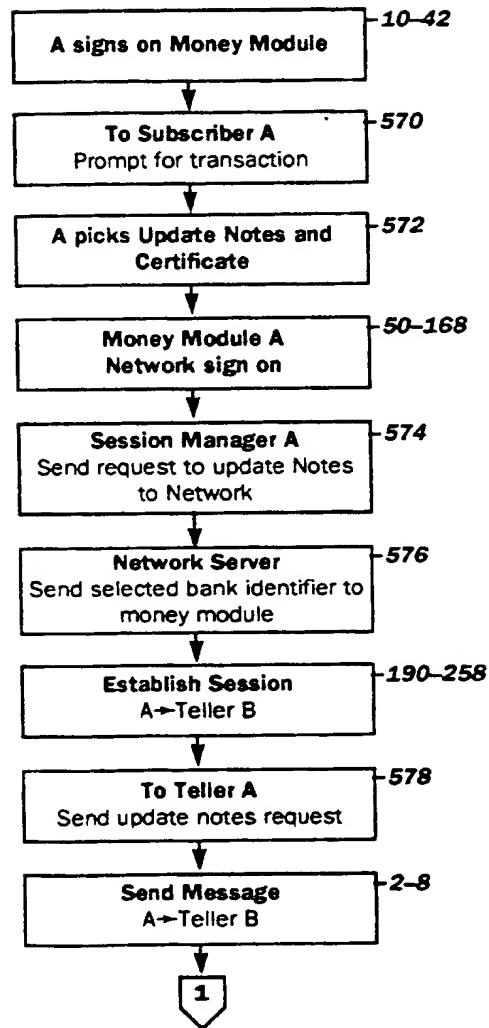 10-42
A signs on Money Module
570
To Subscriber A
Prompt for transaction
572
A picks Update Notes and
Certificate
50-168
Money Module A
Network sign on
574
Session Manager A
Send request to update Notes
to Network
576
Network Server
Send selected bank identifier to
money module
190-258
Establish Session
A→Teller B
578
To Teller A
Send update notes request
2-8
Send Message
A→Teller B
1